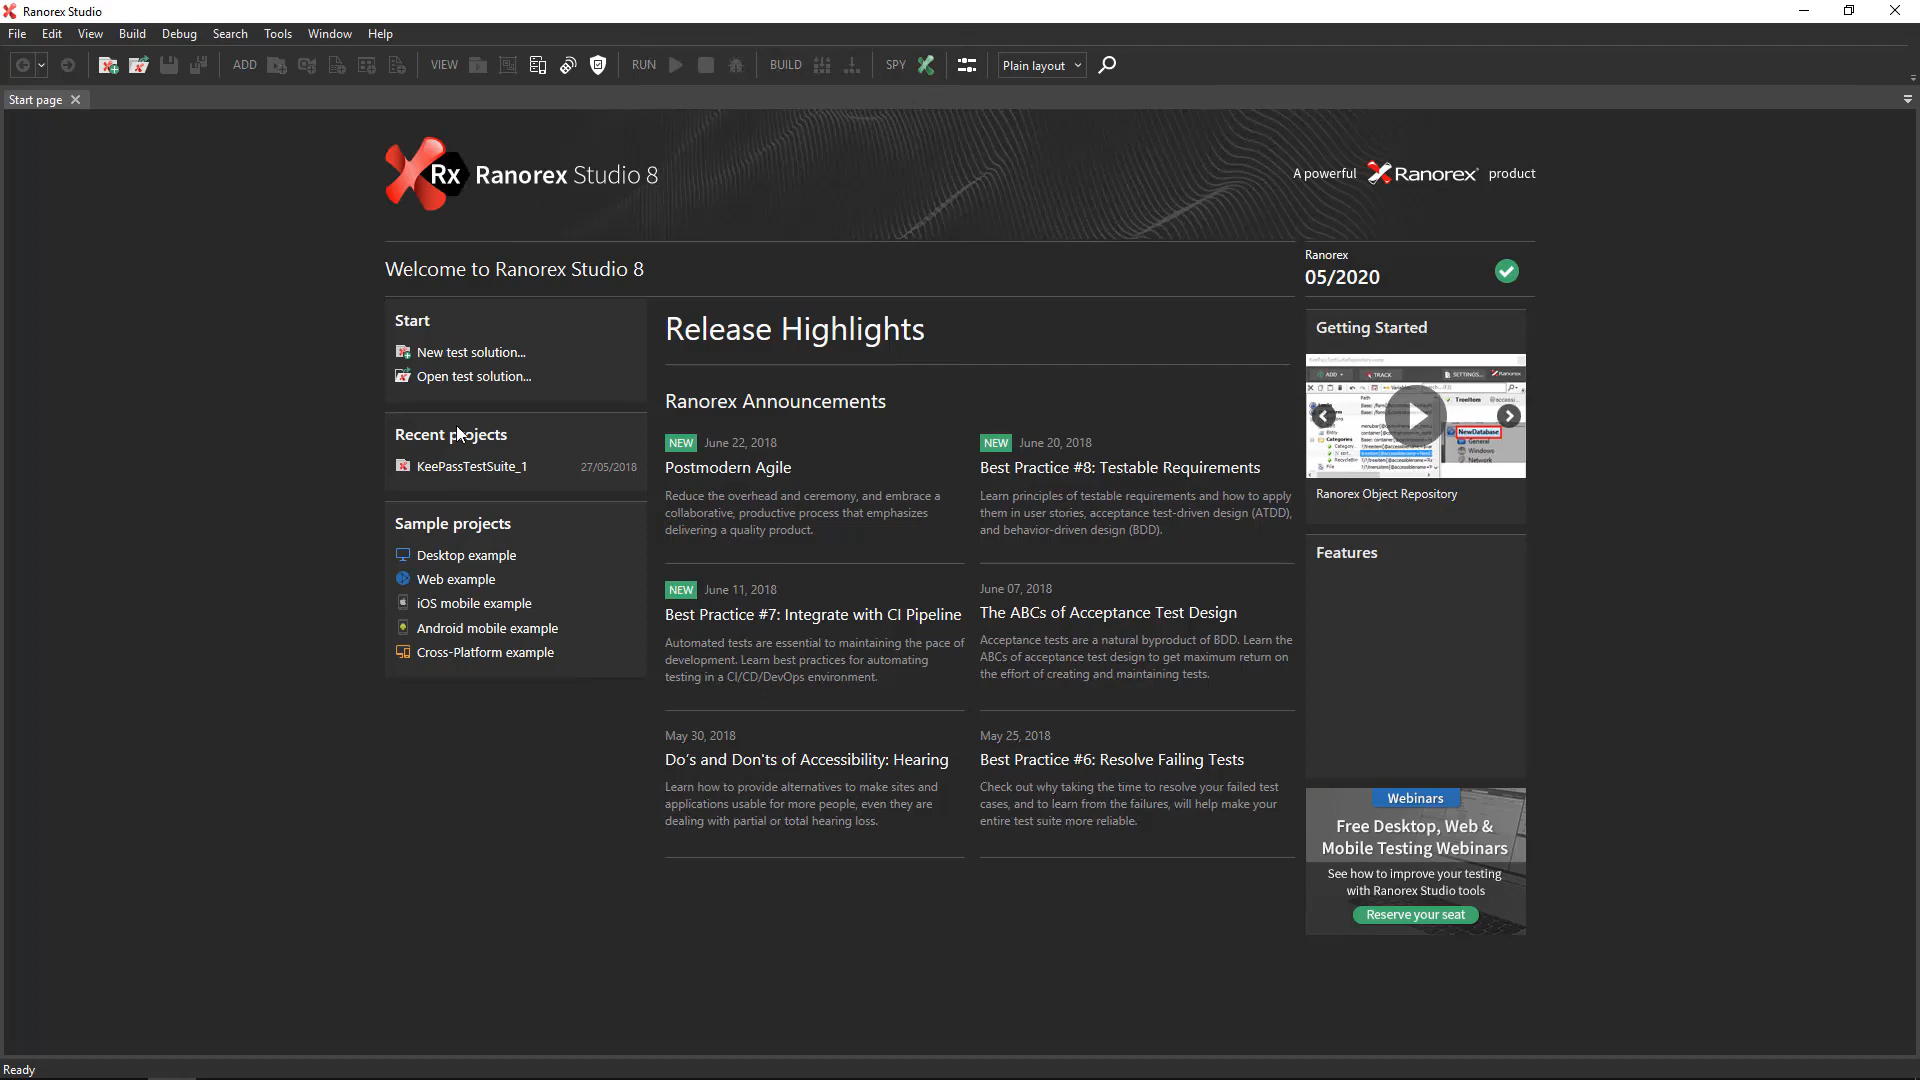 Ranorex Studio
File Edit View Build Debug Search Tools Window Help
ADD VIEW RUN BUILD SPY Plain layout
Start page
Rx Ranorex Studio 8
A powerful Ranorex product
Welcome to Ranorex Studio 8
Ranorex
05/2020
Start
New test solution...
Open test solution...
Recent projects
KeePassTestSuite_1 27/05/2018
Sample projects
Desktop example
Web example
iOS mobile example
Android mobile example
Cross-Platform example
Release Highlights
Ranorex Announcements
NEW June 22, 2018
Postmodern Agile
Reduce the overhead and ceremony, and embrace a
collaborative, productive process that emphasizes
delivering a quality product.
NEW June 20, 2018
Best Practice #8: Testable Requirements
Learn principles of testable requirements and how to apply
them in user stories, acceptance test-driven design (ATDD),
and behavior-driven design (BDD).
NEW June 11, 2018
Best Practice #7: Integrate with CI Pipeline
Automated tests are essential to maintaining the pace of
development. Learn best practices for automating
testing in a CI/CD/DevOps environment.
June 07, 2018
The ABCs of Acceptance Test Design
Acceptance tests are a natural byproduct of BDD. Learn the
ABCs of acceptance test design to get maximum return on
the effort of creating and maintaining tests.
May 30, 2018
Do's and Don'ts of Accessibility: Hearing
Learn how to provide alternatives to make sites and
applications usable for more people, even they are
dealing with partial or total hearing loss.
May 25, 2018
Best Practice #6: Resolve Failing Tests
Check out why taking the time to resolve your failed test
cases, and to learn from the failures, will help make your
entire test suite more reliable.
Getting Started
ADD TRACK SETTINGS... Ranorex
Path
TreeItem
NewDatabase
General
Windows
Network
Categories
File
Ranorex Object Repository
Features
Webinars
Free Desktop, Web &
Mobile Testing Webinars
See how to improve your testing
with Ranorex Studio tools
Reserve your seat
Ready